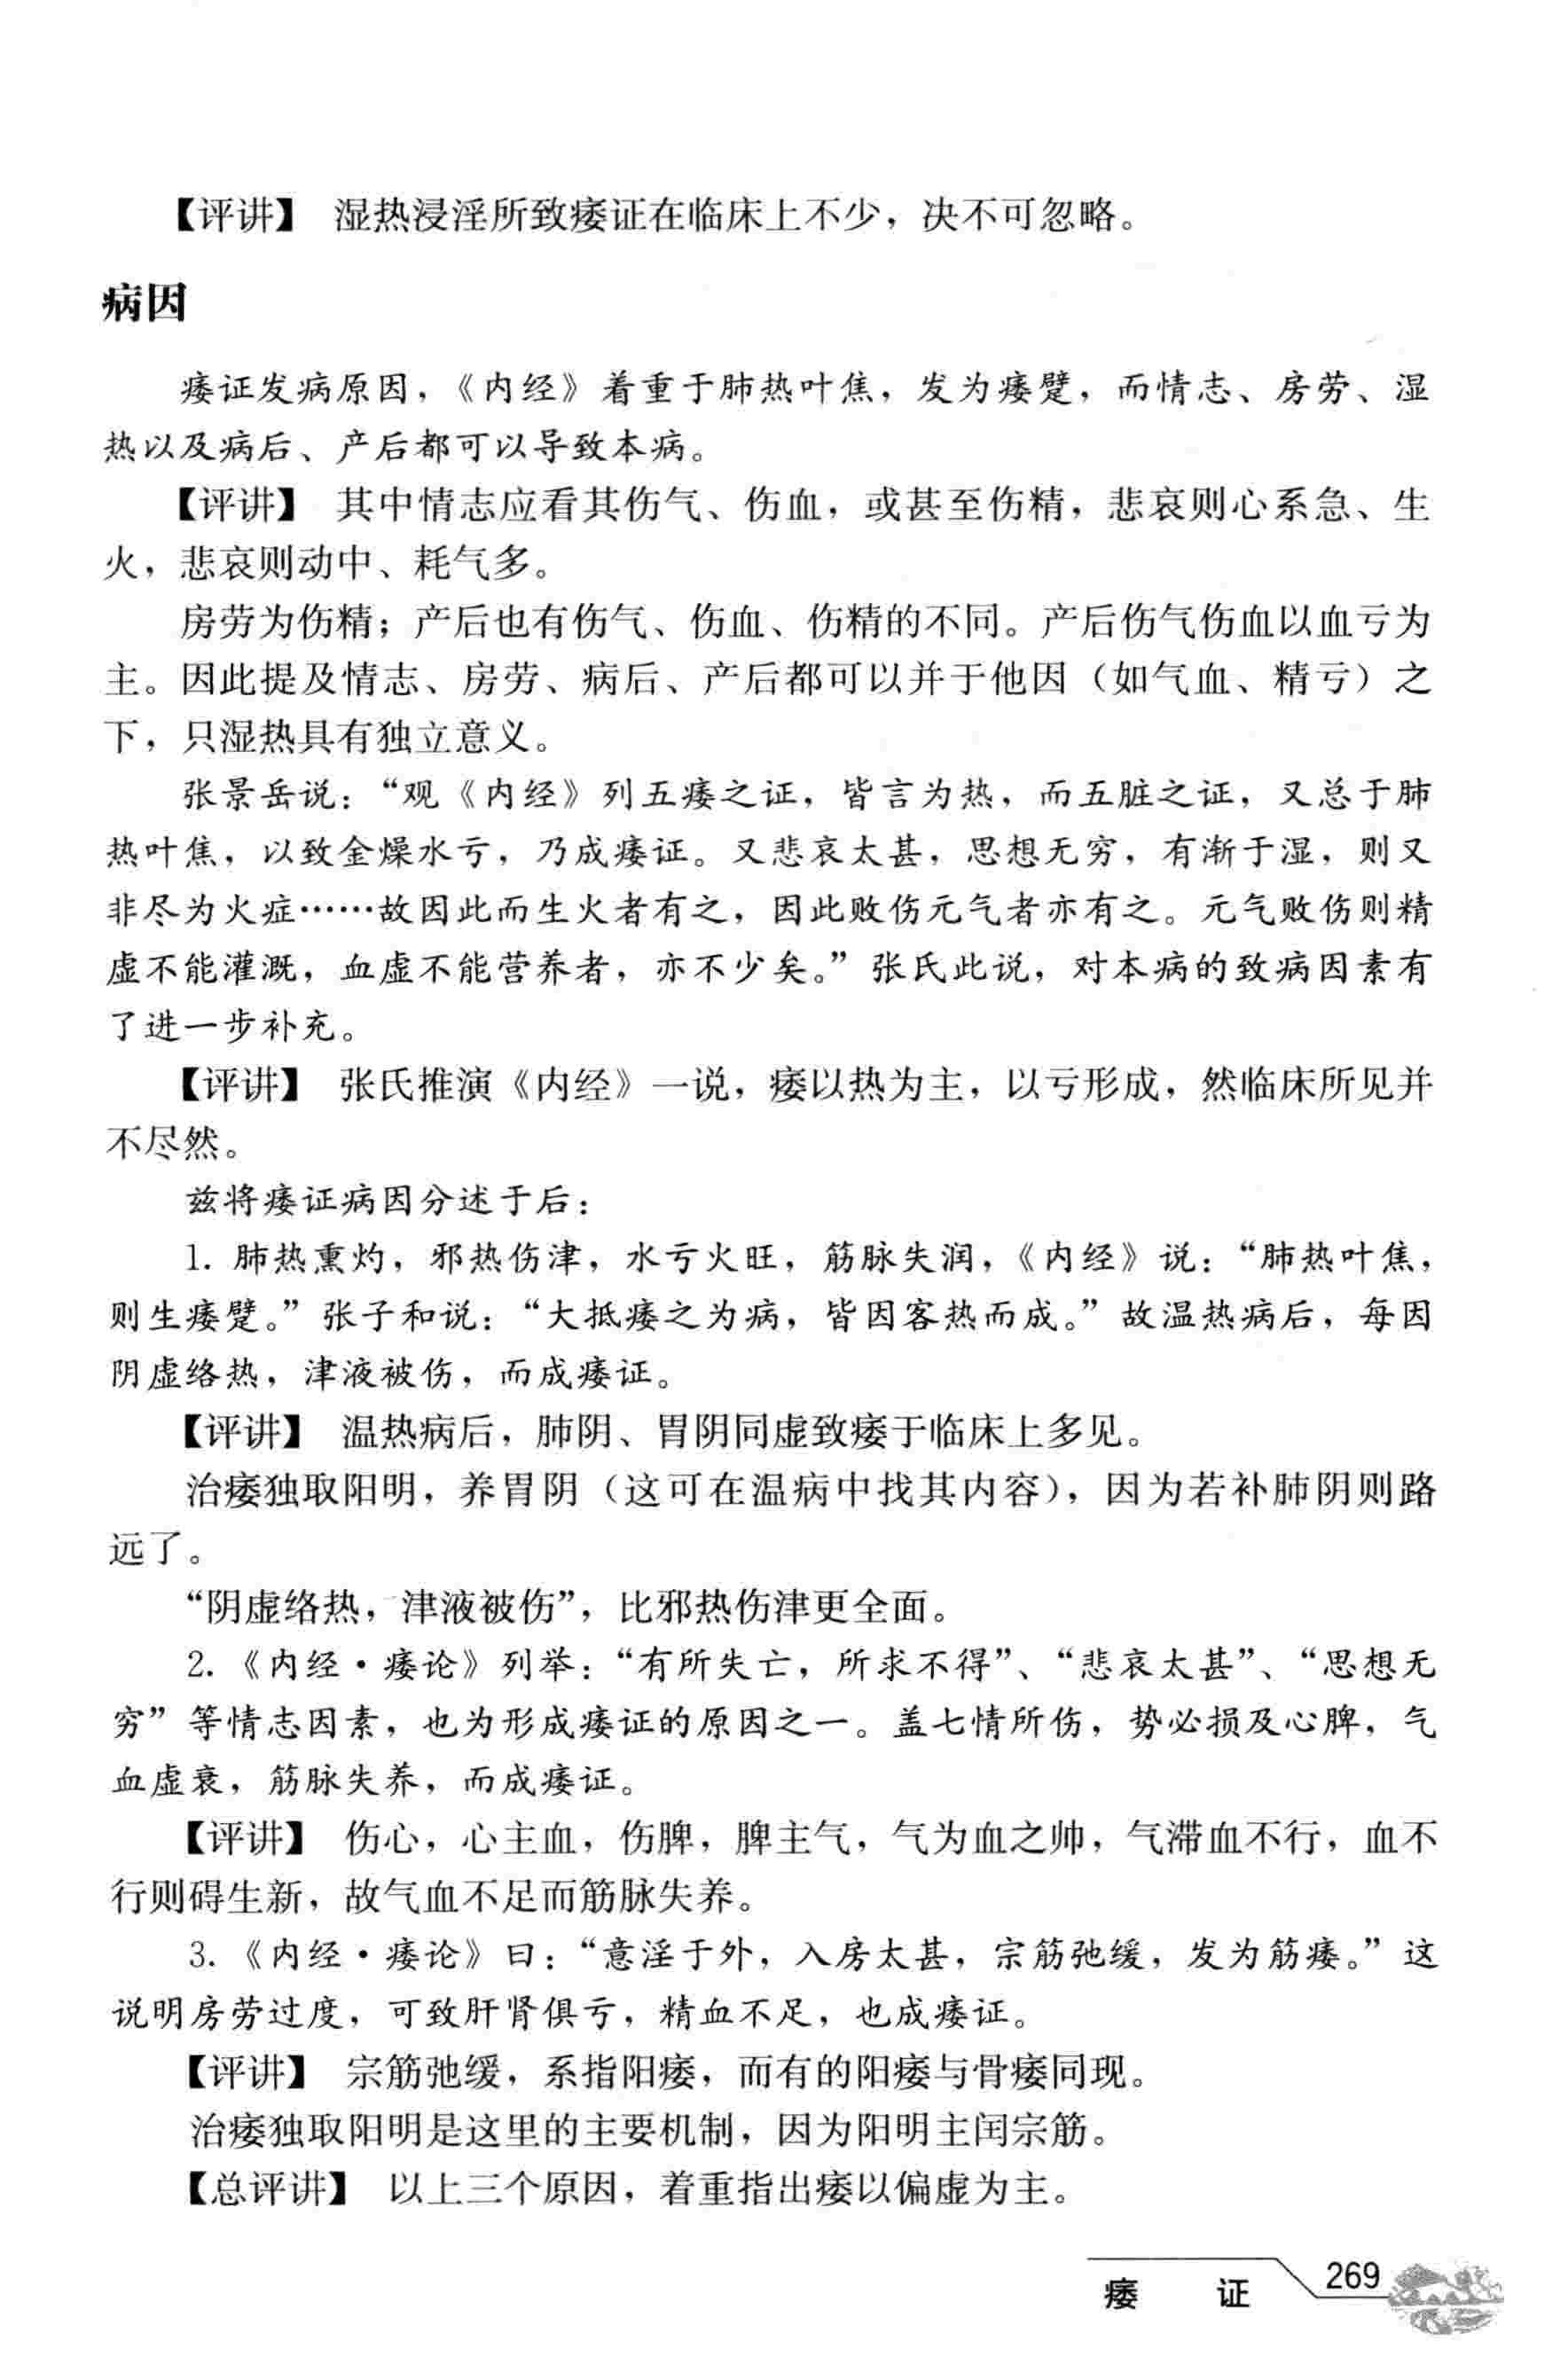 【评讲】 湿热浸淫所致痿证在临床上不少，决不可忽略。
病因
痿证发病原因，《内经》着重于肺热叶焦，发为痿躄，而情志、房劳、湿
热以及病后、产后都可以导致本病。
【评讲】 其中情志应看其伤气、伤血，或甚至伤精，悲哀则心系急、生
火，悲哀则动中、耗气多。
房劳为伤精；产后也有伤气、伤血、伤精的不同。产后伤气伤血以血亏为
主。因此提及情志、房劳、病后、产后都可以并于他因（如气血、精亏）之
下，只湿热具有独立意义。
张景岳说：“观《内经》列五痿之证，皆言为热，而五脏之证，又总于肺
热叶焦，以致金燥水亏，乃成痿证。又悲哀太甚，思想无穷，有渐于湿，则又
非尽为火症……故因此而生火者有之，因此败伤元气者亦有之。元气败伤则精
虚不能灌溉，血虚不能营养者，亦不少矣。”张氏此说，对本病的致病因素有
了进一步补充。
【评讲】 张氏推演《内经》一说，痿以热为主，以亏形成，然临床所见并
不尽然。
兹将痿证病因分述于后：
1. 肺热熏灼，邪热伤津，水亏火旺，筋脉失润，《内经》说：“肺热叶焦，
则生痿躄。”张子和说：“大抵痿之为病，皆因客热而成。”故温热病后，每因
阴虚络热，津液被伤，而成痿证。
【评讲】 温热病后，肺阴、胃阴同虚致痿于临床上多见。
治痿独取阳明，养胃阴（这可在温病中找其内容），因为若补肺阴则路
远了。
“阴虚络热，津液被伤”，比邪热伤津更全面。
2.《内经·痿论》列举：“有所失亡，所求不得”、“悲哀太甚”、“思想无
穷”等情志因素，也为形成痿证的原因之一。盖七情所伤，势必损及心脾，气
血虚衰，筋脉失养，而成痿证。
【评讲】 伤心，心主血，伤脾，脾主气，气为血之帅，气滞血不行，血不
行则碍生新，故气血不足而筋脉失养。
3.《内经·痿论》曰：“意淫于外，入房太甚，宗筋弛缓，发为筋痿。”这
说明房劳过度，可致肝肾俱亏，精血不足，也成痿证。
【评讲】 宗筋弛缓，系指阳痿，而有的阳痿与骨痿同现。
治痿独取阳明是这里的主要机制，因为阳明主闰宗筋。
【总评讲】 以上三个原因，着重指出痿以偏虚为主。
痿 证 269